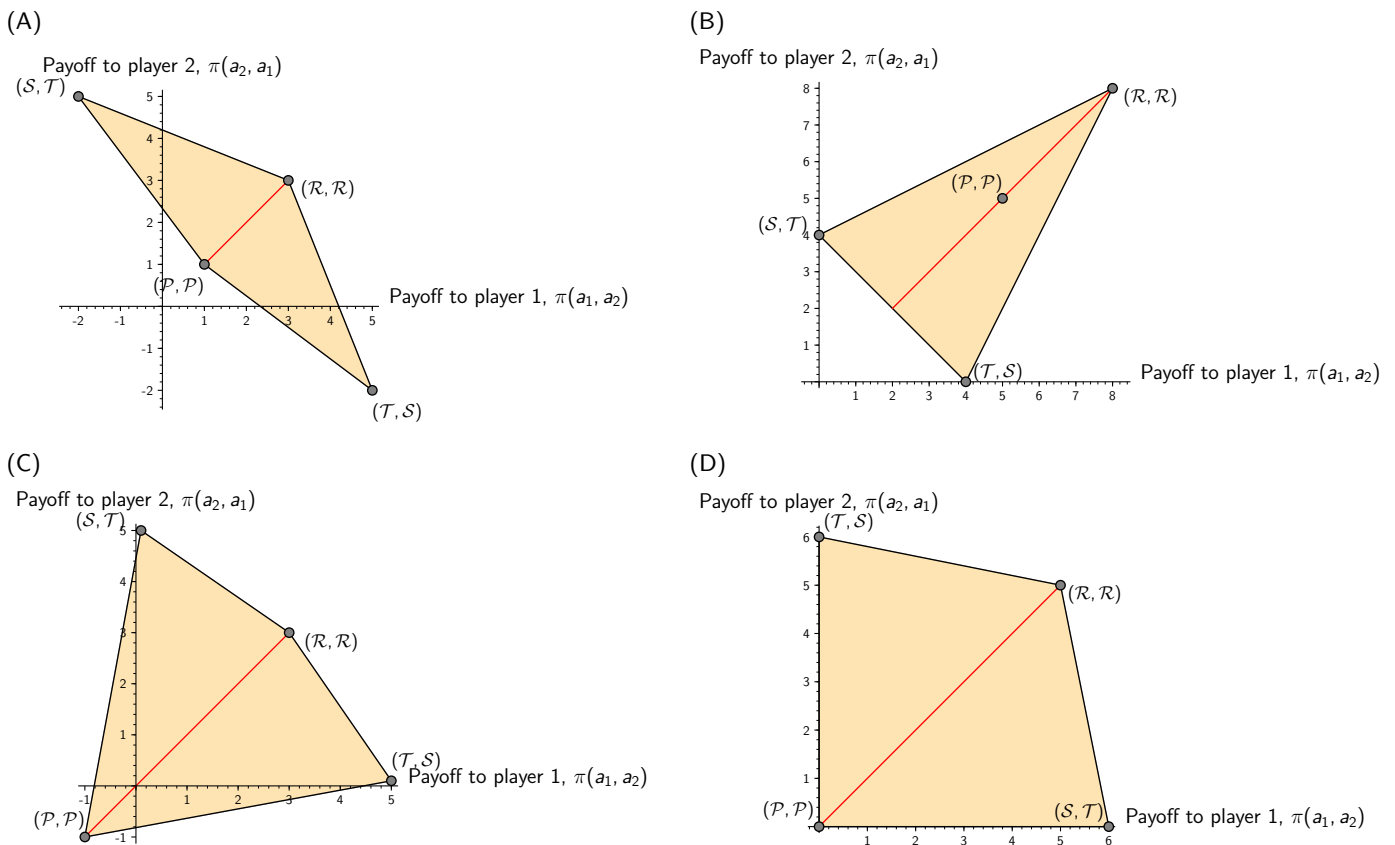 (A)
Payoff to player 2, π(a₂, a₁)
(𝒮, 𝒯)
5
4
3
2
1
-1
-2
(ℛ, ℛ)
(𝒫, 𝒫)
(𝒯, 𝒮)
-2 -1 1 2 3 4 5
Payoff to player 1, π(a₁, a₂)
(B)
Payoff to player 2, π(a₂, a₁)
8
7
6
5
4
3
2
1
(ℛ, ℛ)
(𝒫, 𝒫)
(𝒮, 𝒯)
(𝒯, 𝒮)
1 2 3 4 5 6 7 8
Payoff to player 1, π(a₁, a₂)
(C)
Payoff to player 2, π(a₂, a₁)
(𝒮, 𝒯)
5
4
3
2
1
-1
(ℛ, ℛ)
(𝒯, 𝒮)
(𝒫, 𝒫)
-1 1 2 3 4 5
Payoff to player 1, π(a₁, a₂)
(D)
Payoff to player 2, π(a₂, a₁)
(𝒯, 𝒮)
6
5
4
3
2
1
(ℛ, ℛ)
(𝒫, 𝒫)
(𝒮, 𝒯)
1 2 3 4 5 6
Payoff to player 1, π(a₁, a₂)